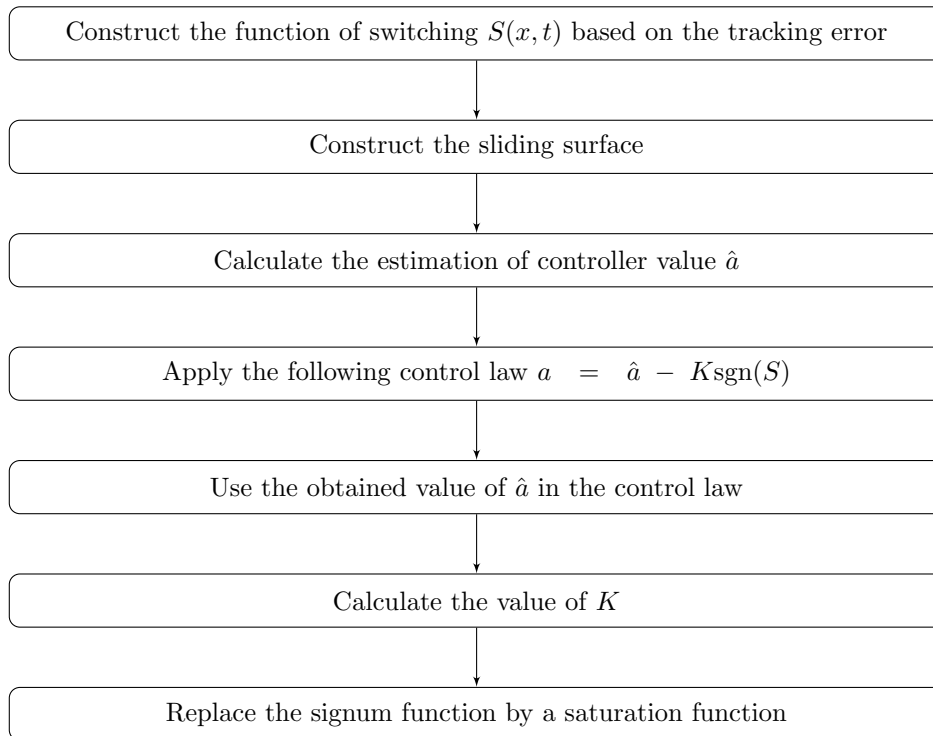 Construct the function of switching S(x, t) based on the tracking error
Construct the sliding surface
Calculate the estimation of controller value â
Apply the following control law a = â − Ksgn(S)
Use the obtained value of â in the control law
Calculate the value of K
Replace the signum function by a saturation function